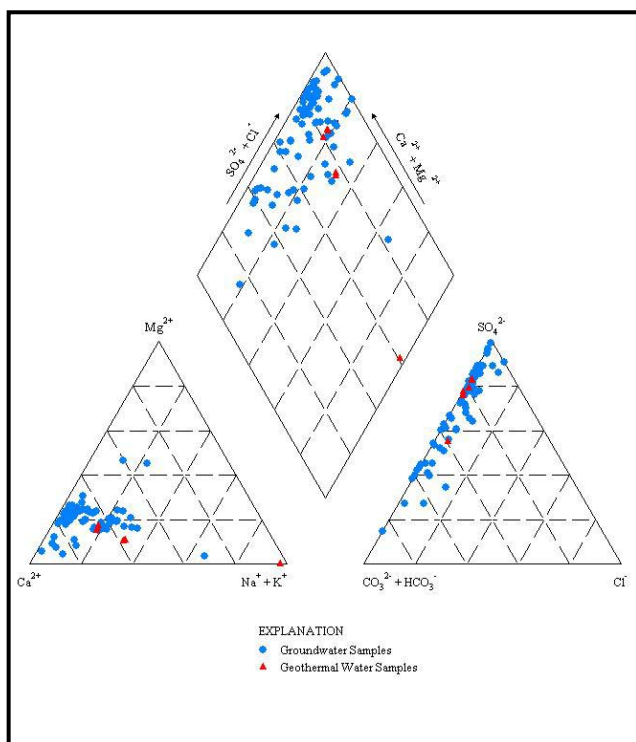 SO₄²⁻ + Cl⁻
Ca²⁺ + Mg²⁺
Mg²⁺
SO₄²⁻
Ca²⁺
Na⁺ + K⁺
CO₃²⁻ + HCO₃⁻
Cl⁻
EXPLANATION
Groundwater Samples
Geothermal Water Samples